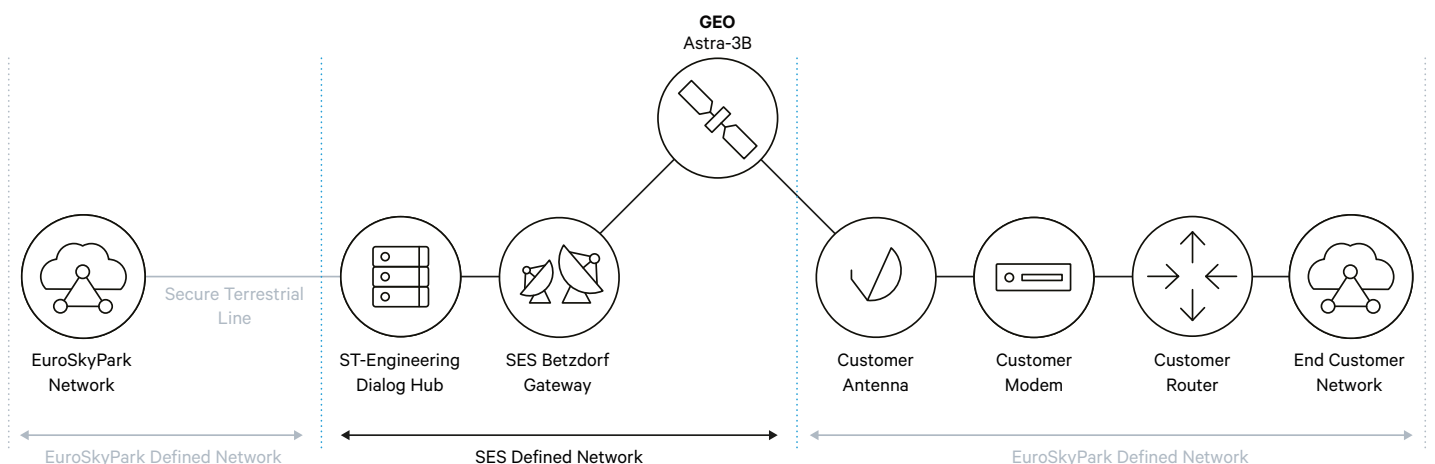 GEO
Astra-3B
Secure Terrestrial
Line
EuroSkyPark
Network
ST-Engineering
Dialog Hub
SES Betzdorf
Gateway
Customer
Antenna
Customer
Modem
Customer
Router
End Customer
Network
EuroSkyPark Defined Network
SES Defined Network
EuroSkyPark Defined Network